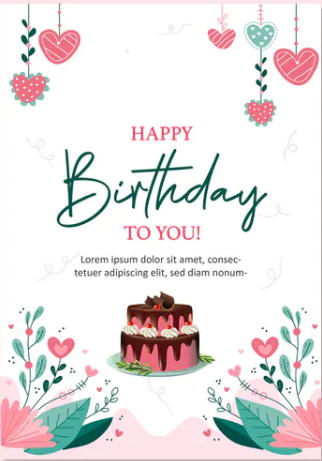 HAPPY
Birthday
TO YOU!
Lorem ipsum dolor sit amet, consec-
tetuer adipiscing elit, sed diam nonum-